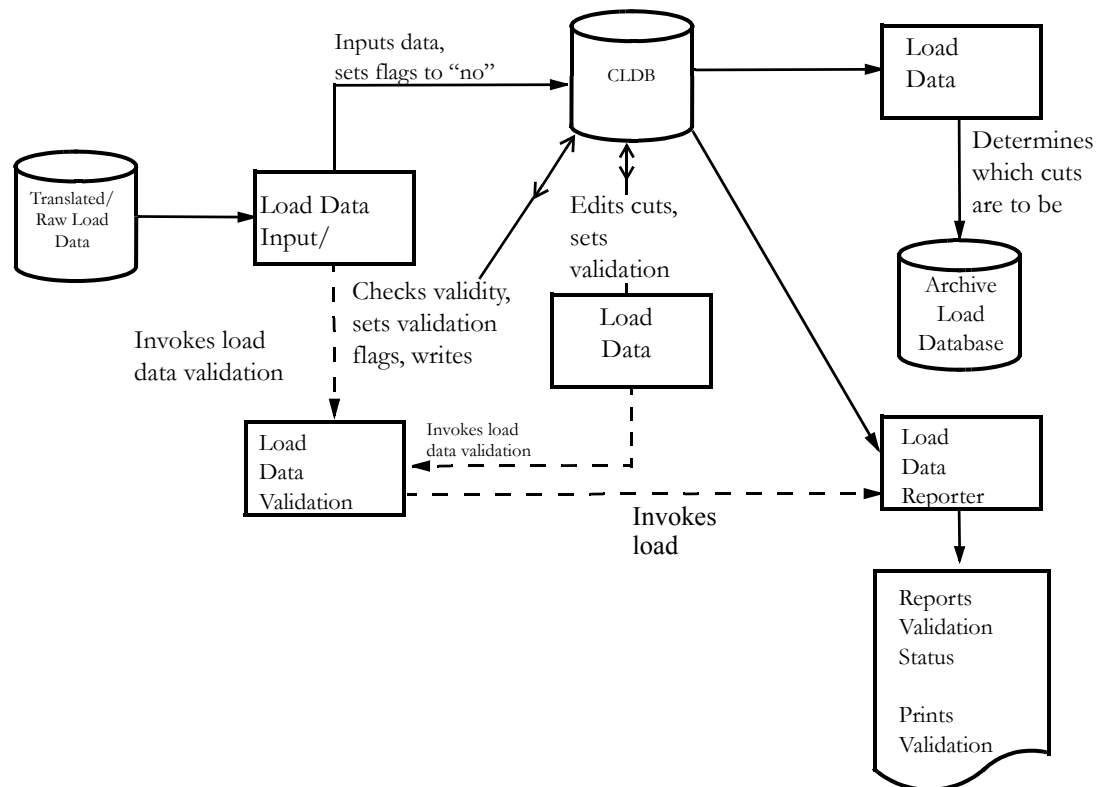 Inputs data,
sets flags to “no”
CLDB
Load
Data
Determines
which cuts
are to be
Translated/
Raw Load
Data
Load Data
Input/
Edits cuts,
sets
validation
Checks validity,
sets validation
flags, writes
Archive
Load
Database
Invokes load
data validation
Load
Data
Invokes load
data validation
Load
Data
Validation
Load
Data
Reporter
Invokes
load
Reports
Validation
Status
Prints
Validation